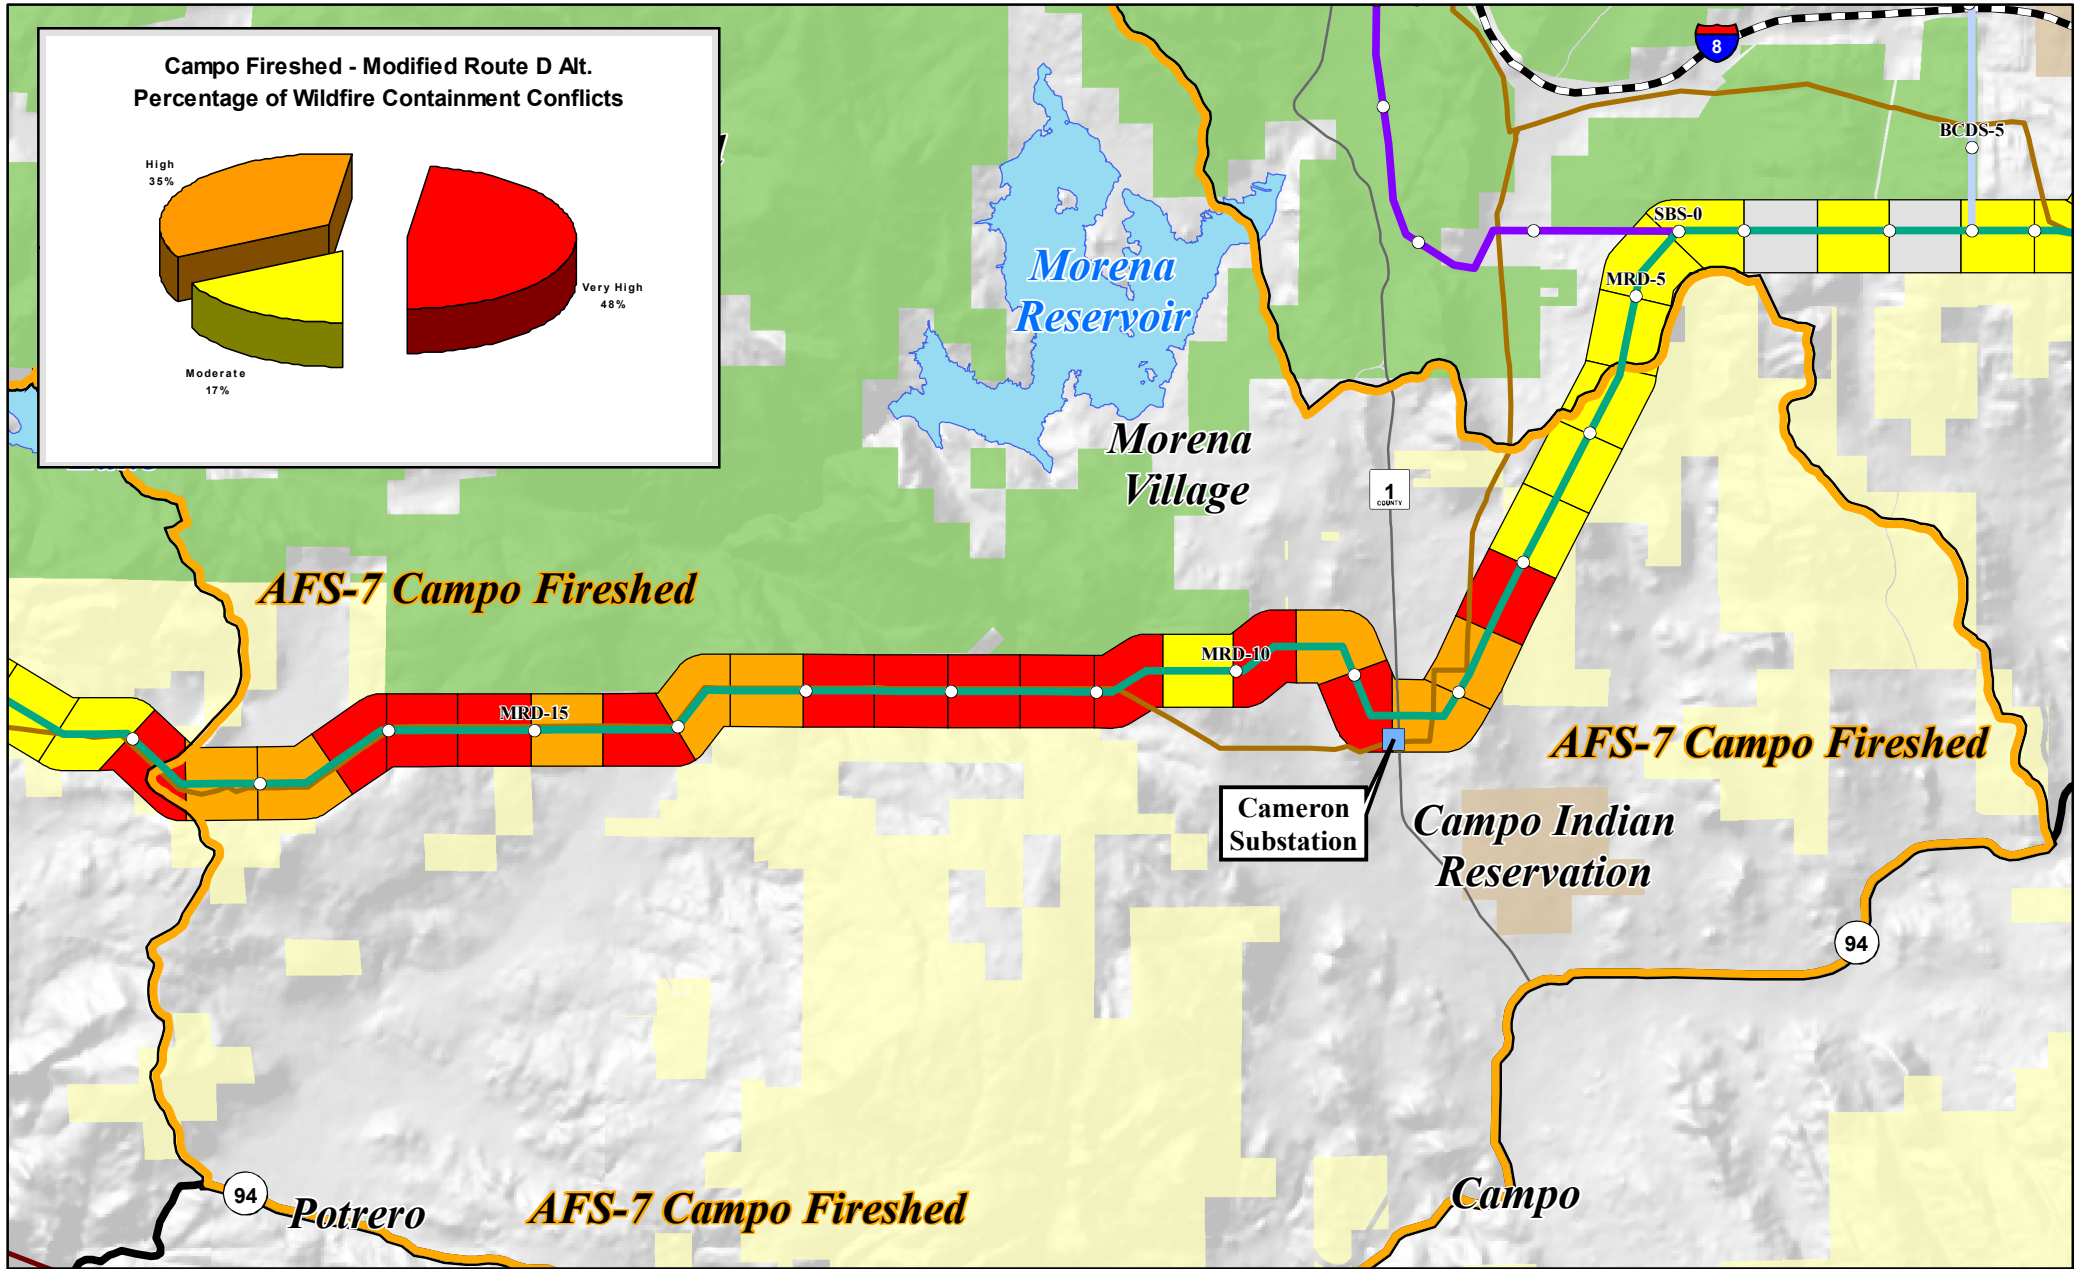 Campo Fireshed - Modified Route D Alt.
Percentage of Wildfire Containment Conflicts
High
35%
Very High
48%
Moderate
17%
8
BCDS-5
SBS-0
MRD-5
Morena
Reservoir
Morena
Village
1
COUNTY
AFS-7 Campo Fireshed
MRD-10
MRD-15
AFS-7 Campo Fireshed
Cameron
Substation
Campo Indian
Reservation
94
94
Potrero
AFS-7 Campo Fireshed
Campo